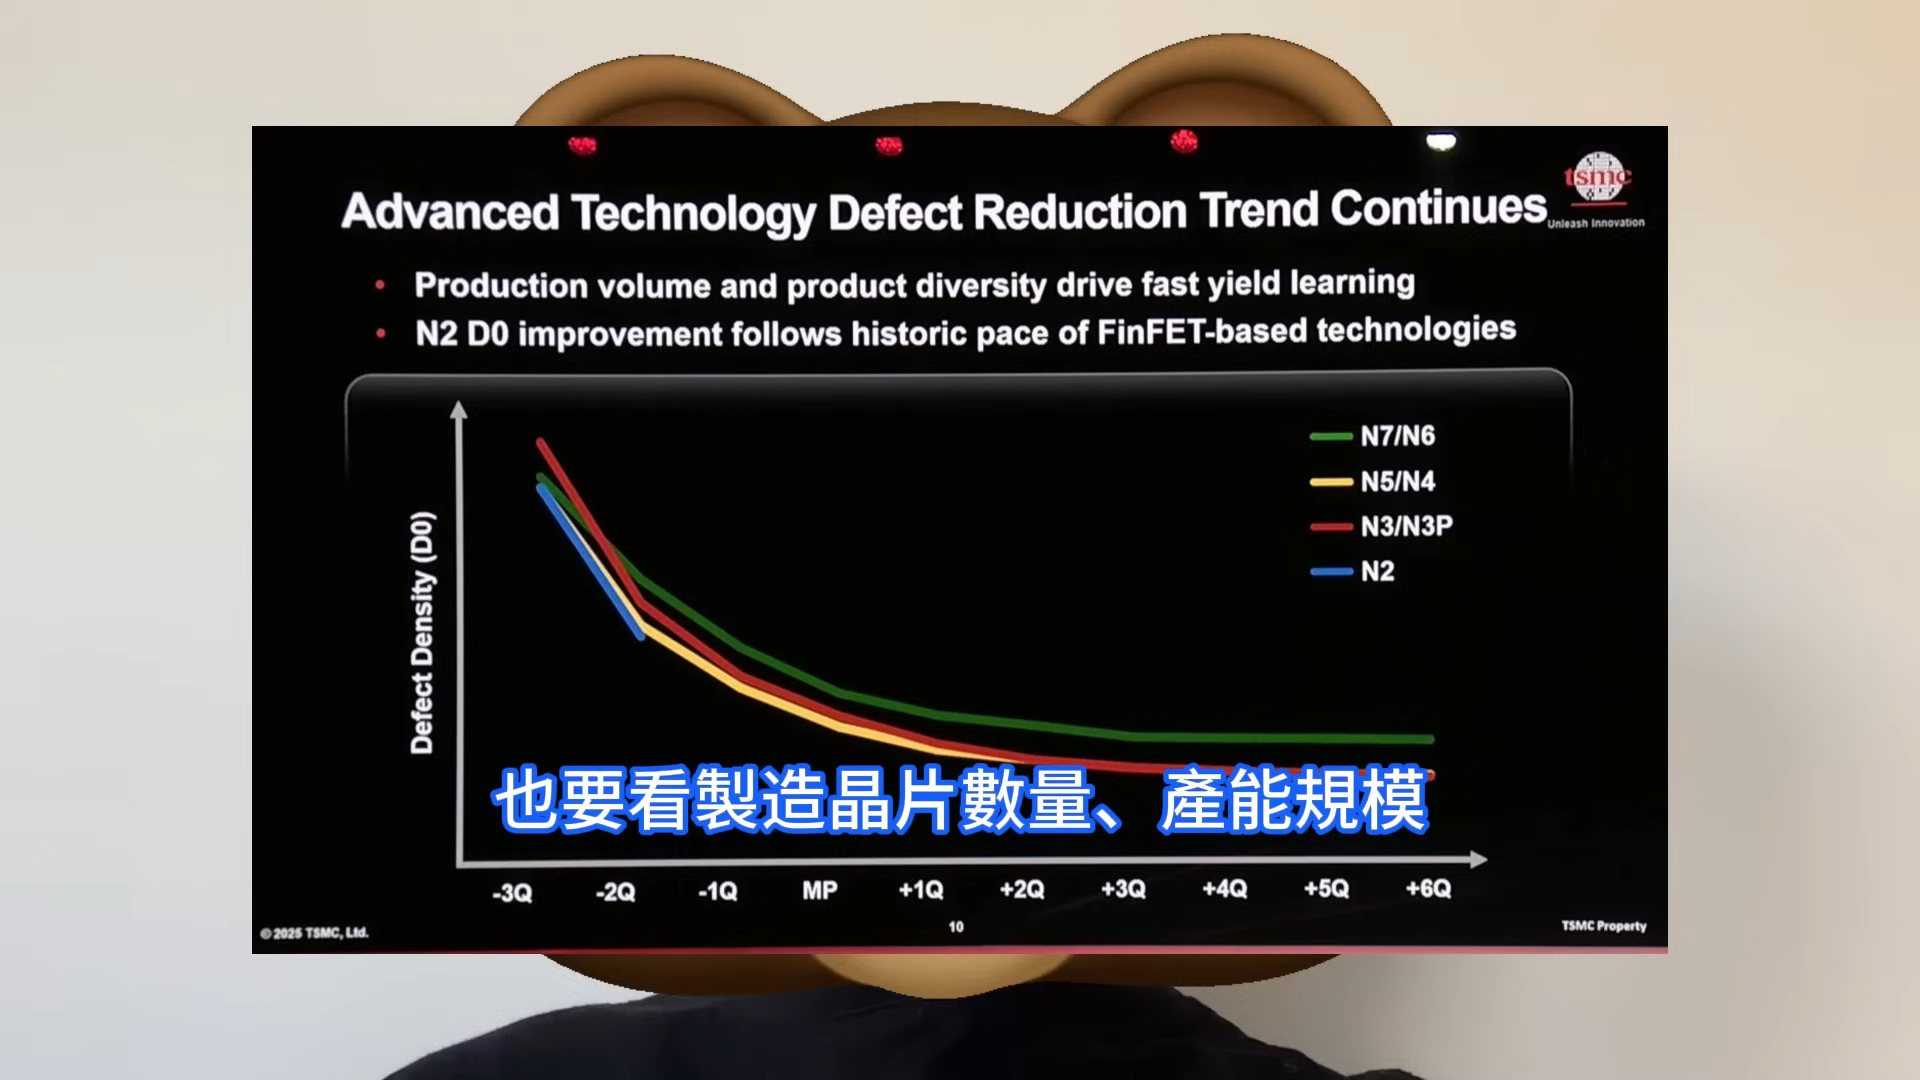 Advanced Technology Defect Reduction Trend Continues
tsmc
Unleash Innovation
• Production volume and product diversity drive fast yield learning
• N2 D0 improvement follows historic pace of FinFET-based technologies
N7/N6
N5/N4
N3/N3P
N2
Defect Density (D0)
也要看製造晶片數量、產能規模
-3Q -2Q -1Q MP +1Q +2Q +3Q +4Q +5Q +6Q
© 2025 TSMC, Ltd.
10
TSMC Property